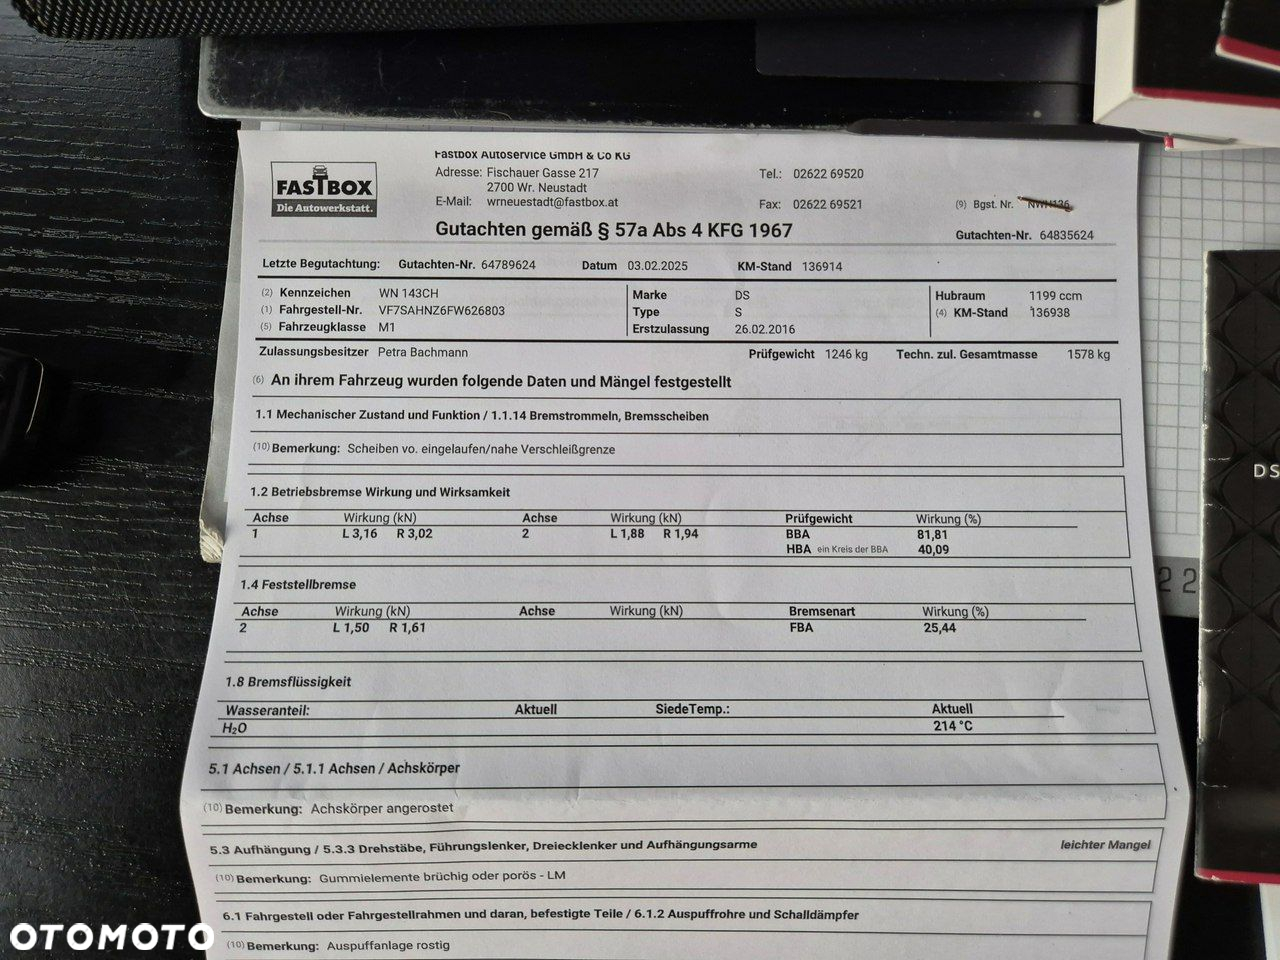 Fastbox Autoservice GmbH & Co KG
FASTBOX
Die Autowerkstatt.
Adresse: Fischauer Gasse 217
2700 Wr. Neustadt
E-Mail: wrneuestadt@fastbox.at
Tel.: 02622 69520
Fax: 02622 69521
(9) Bgst. Nr.
Gutachten gemäß § 57a Abs 4 KFG 1967
Gutachten-Nr. 64835624
Letzte Begutachtung: Gutachten-Nr. 64789624 Datum 03.02.2025 KM-Stand 136914
(2) Kennzeichen WN 143CH Marke DS Hubraum 1199 ccm
(1) Fahrgestell-Nr. VF7SAHNZ6FW626803 Type S (4) KM-Stand 136938
(5) Fahrzeugklasse M1 Erstzulassung 26.02.2016
Zulassungsbesitzer Petra Bachmann Prüfgewicht 1246 kg Techn. zul. Gesamtmasse 1578 kg
(6) An ihrem Fahrzeug wurden folgende Daten und Mängel festgestellt
1.1 Mechanischer Zustand und Funktion / 1.1.14 Bremstrommeln, Bremsscheiben
(10) Bemerkung: Scheiben vo. eingelaufen/nahe Verschleißgrenze
1.2 Betriebsbremse Wirkung und Wirksamkeit
Achse Wirkung (kN) Achse Wirkung (kN) Prüfgewicht Wirkung (%)
1 L 3,16 R 3,02 2 L 1,88 R 1,94 BBA 81,81
HBA ein Kreis der BBA 40,09
1.4 Feststellbremse
Achse Wirkung (kN) Achse Wirkung (kN) Bremsenart Wirkung (%)
2 L 1,50 R 1,61 FBA 25,44
1.8 Bremsflüssigkeit
Wasseranteil: Aktuell SiedeTemp.: Aktuell
H₂O 214 °C
5.1 Achsen / 5.1.1 Achsen / Achskörper
(10) Bemerkung: Achskörper angerostet
5.3 Aufhängung / 5.3.3 Drehstäbe, Führungslenker, Dreiecklenker und Aufhängungsarme leichter Mangel
(10) Bemerkung: Gummielemente brüchig oder porös - LM
6.1 Fahrgestell oder Fahrgestellrahmen und daran, befestigte Teile / 6.1.2 Auspuffrohre und Schalldämpfer
(10) Bemerkung: Auspuffanlage rostig
DS
22
OTOMOTO